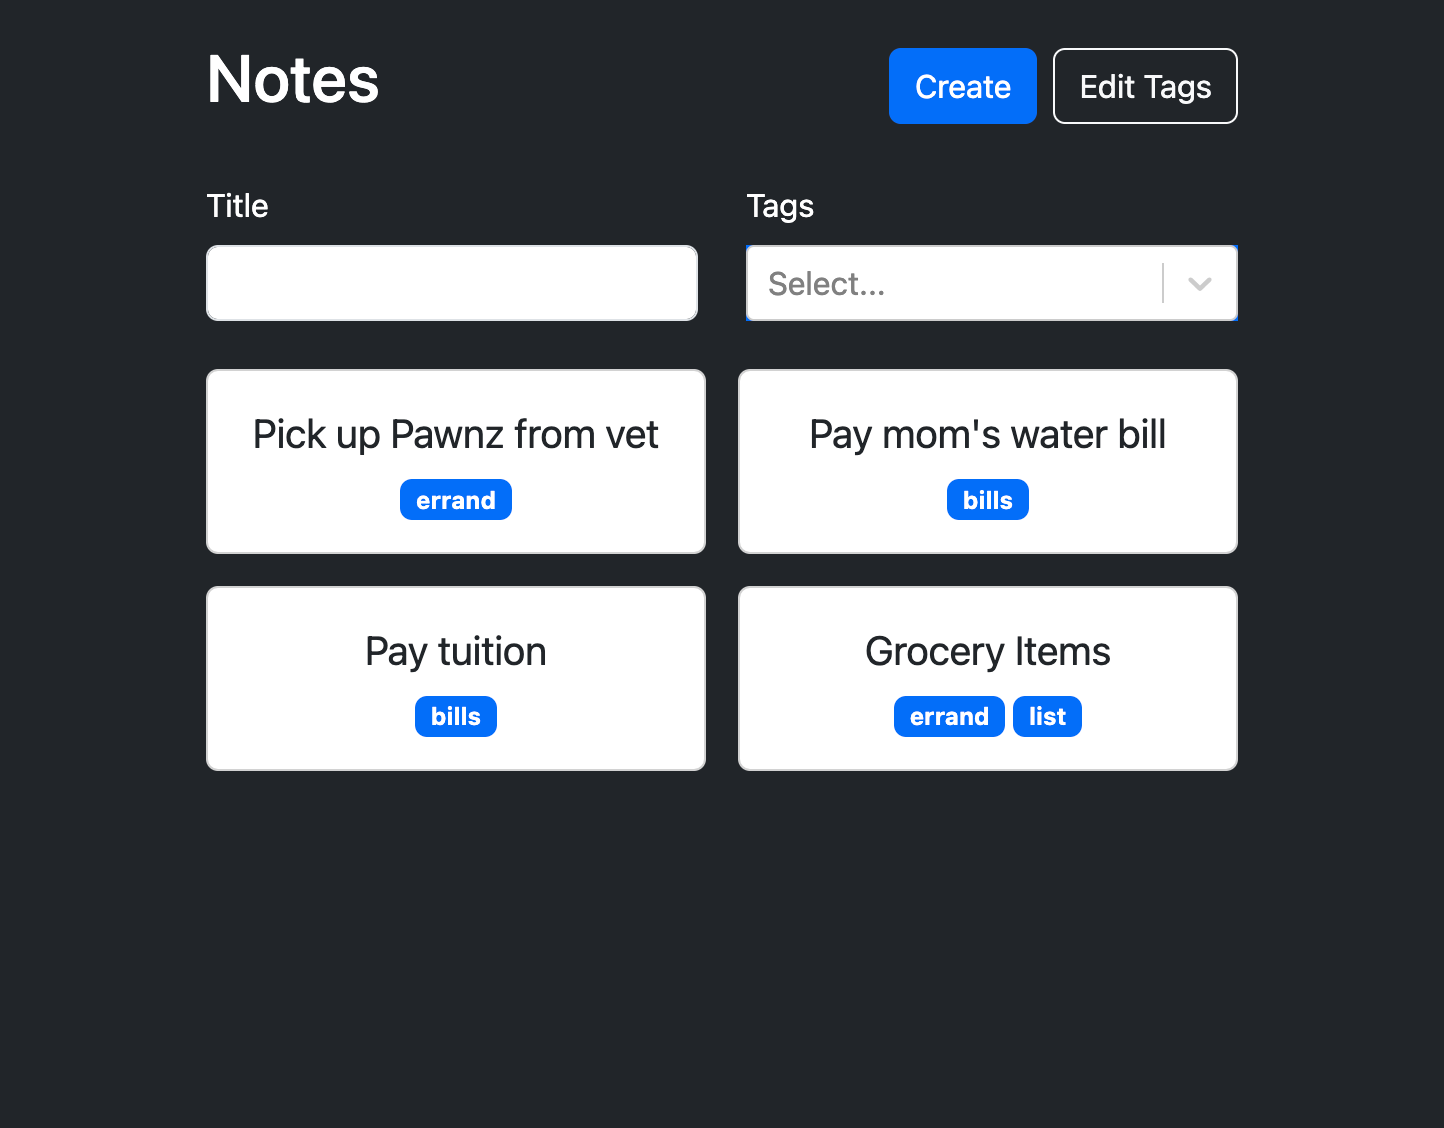 Notes
Create
Edit Tags
Title
Tags
Select...
Pick up Pawnz from vet
errand
Pay mom's water bill
bills
Pay tuition
bills
Grocery Items
errand list